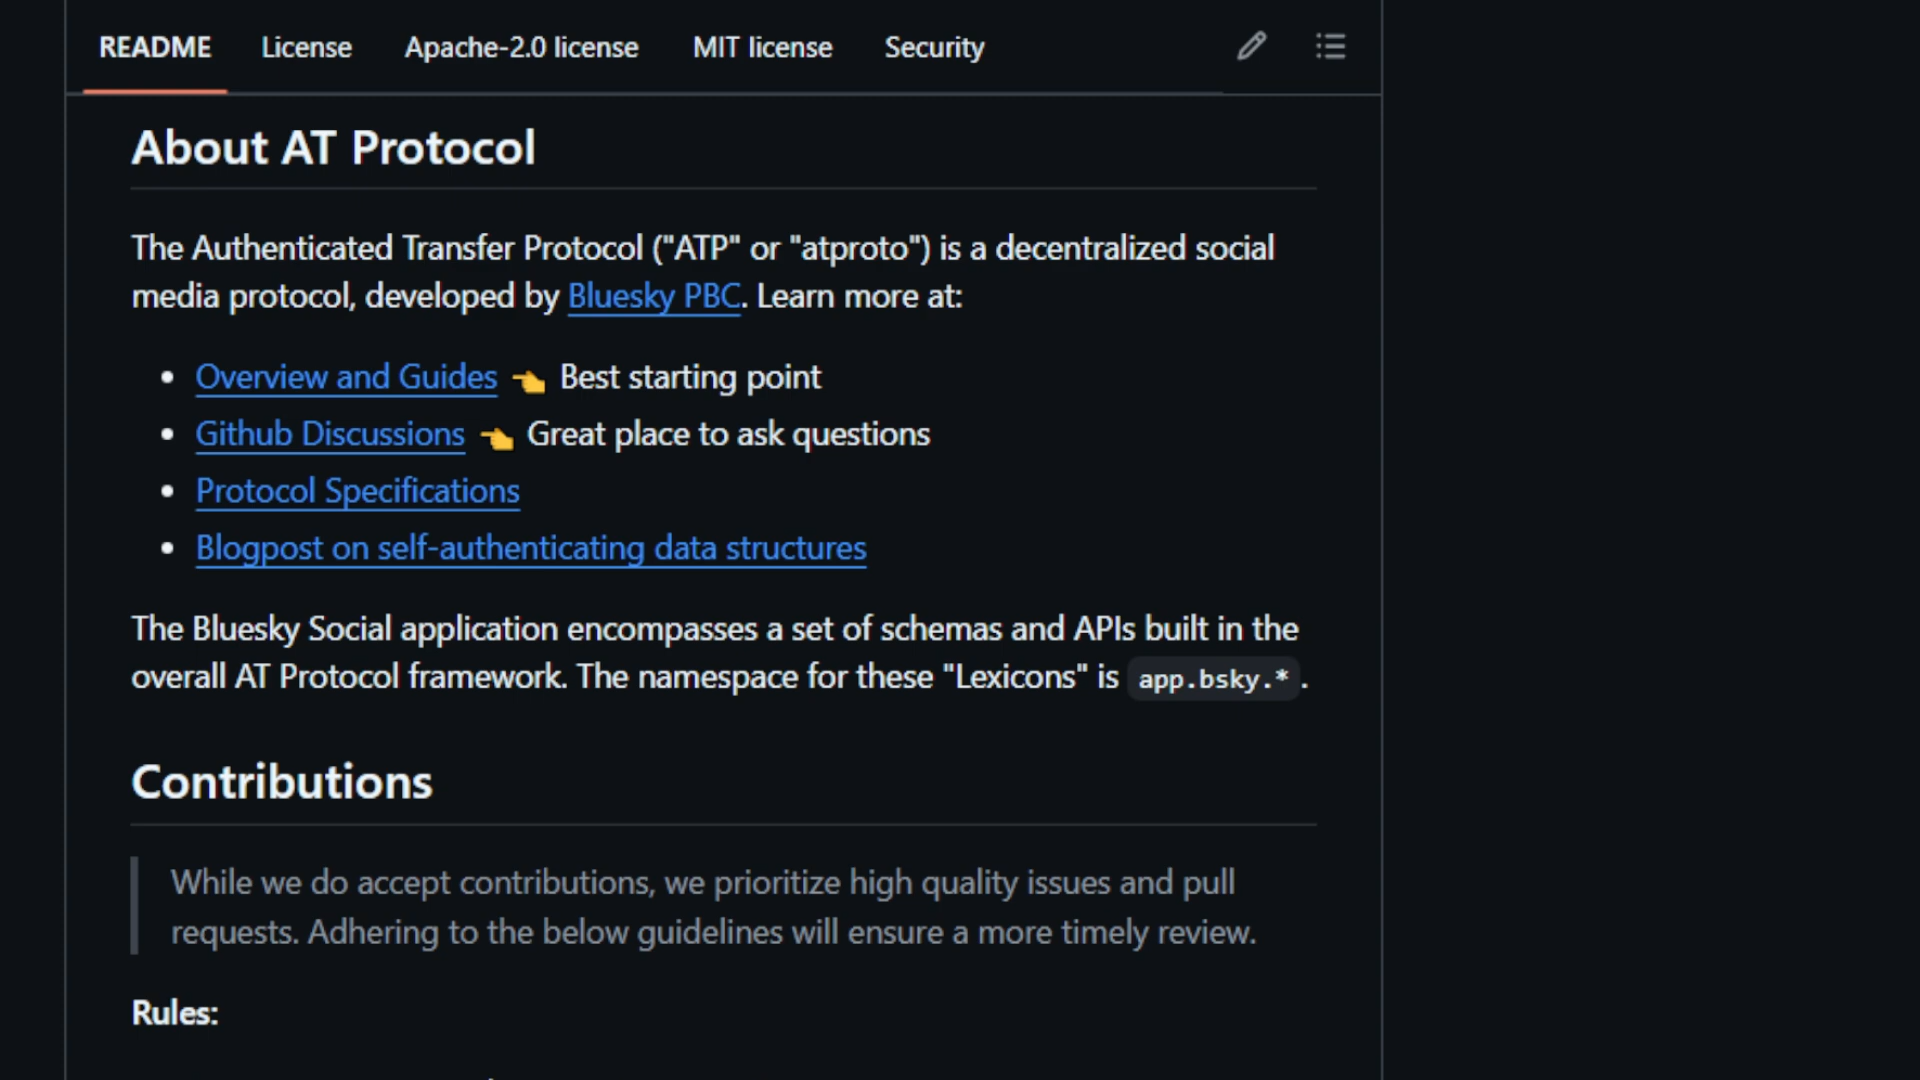 README License Apache-2.0 license MIT license Security
About AT Protocol
The Authenticated Transfer Protocol ("ATP" or "atproto") is a decentralized social
media protocol, developed by Bluesky PBC. Learn more at:
• Overview and Guides 👈 Best starting point
• Github Discussions 👈 Great place to ask questions
• Protocol Specifications
• Blogpost on self-authenticating data structures
The Bluesky Social application encompasses a set of schemas and APIs built in the
overall AT Protocol framework. The namespace for these "Lexicons" is app.bsky.*.
Contributions
While we do accept contributions, we prioritize high quality issues and pull
requests. Adhering to the below guidelines will ensure a more timely review.
Rules: